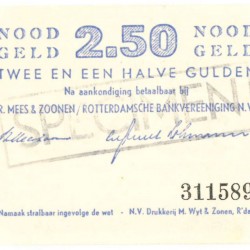 NOOD 2.50 NOOD
GELD GELD
TWEE EN EEN HALVE GULDEN
Na aankondiging betaalbaar bij
R. MEES & ZOONEN / ROTTERDAMSCHE BANKVEREENIGING N.V.
SPECIMEN
311589
Namaak strafbaar ingevolge de wet - N.V. Drukkerij M. Wyt & Zonen, R'da